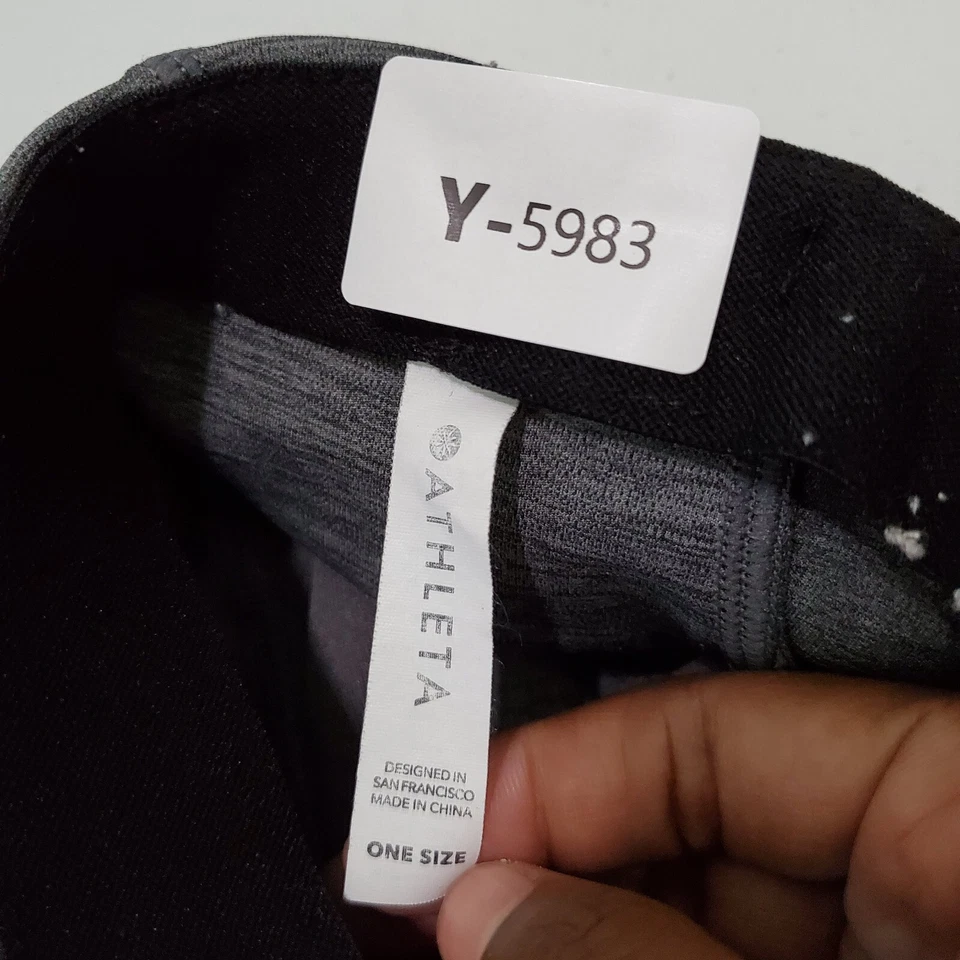 Y-5983
ATHLETA
DESIGNED IN
SAN FRANCISCO
MADE IN CHINA
ONE SIZE